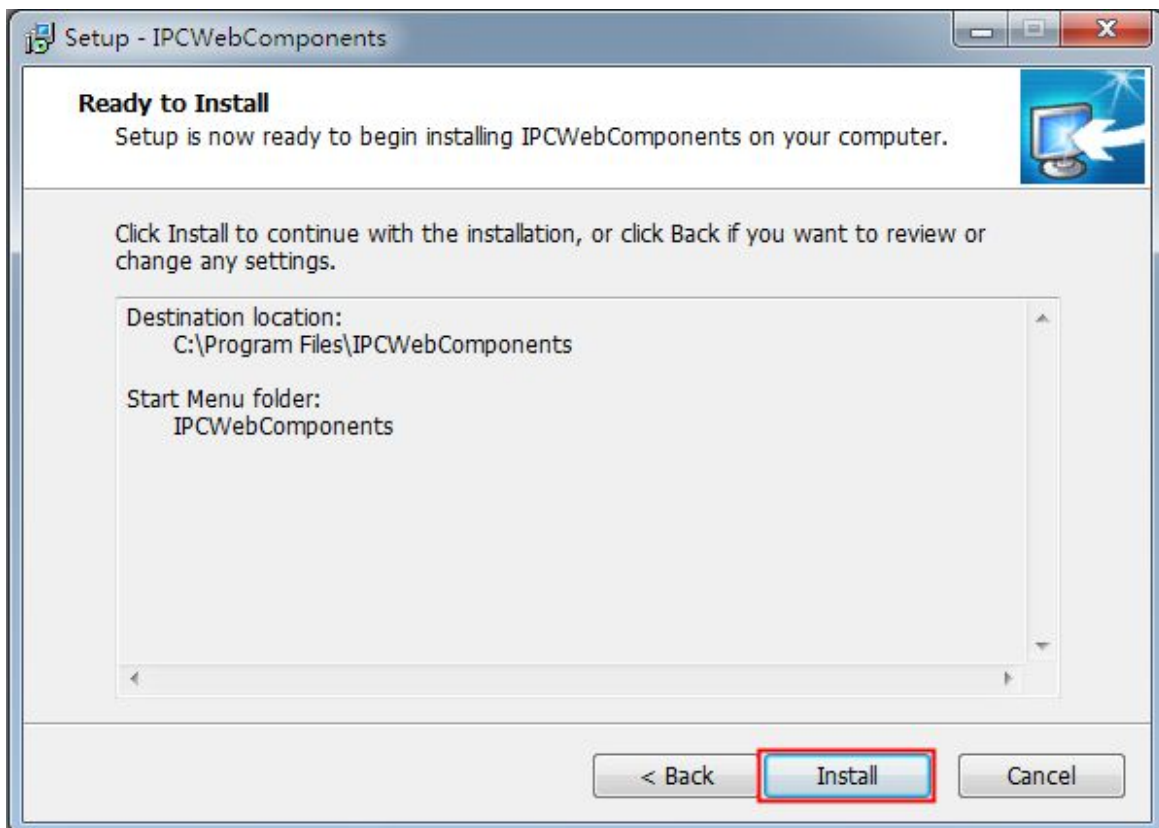 Setup - IPCWebComponents
Ready to Install
Setup is now ready to begin installing IPCWebComponents on your computer.
Click Install to continue with the installation, or click Back if you want to review or
change any settings.
Destination location:
C:\Program Files\IPCWebComponents
Start Menu folder:
IPCWebComponents
< Back Install Cancel